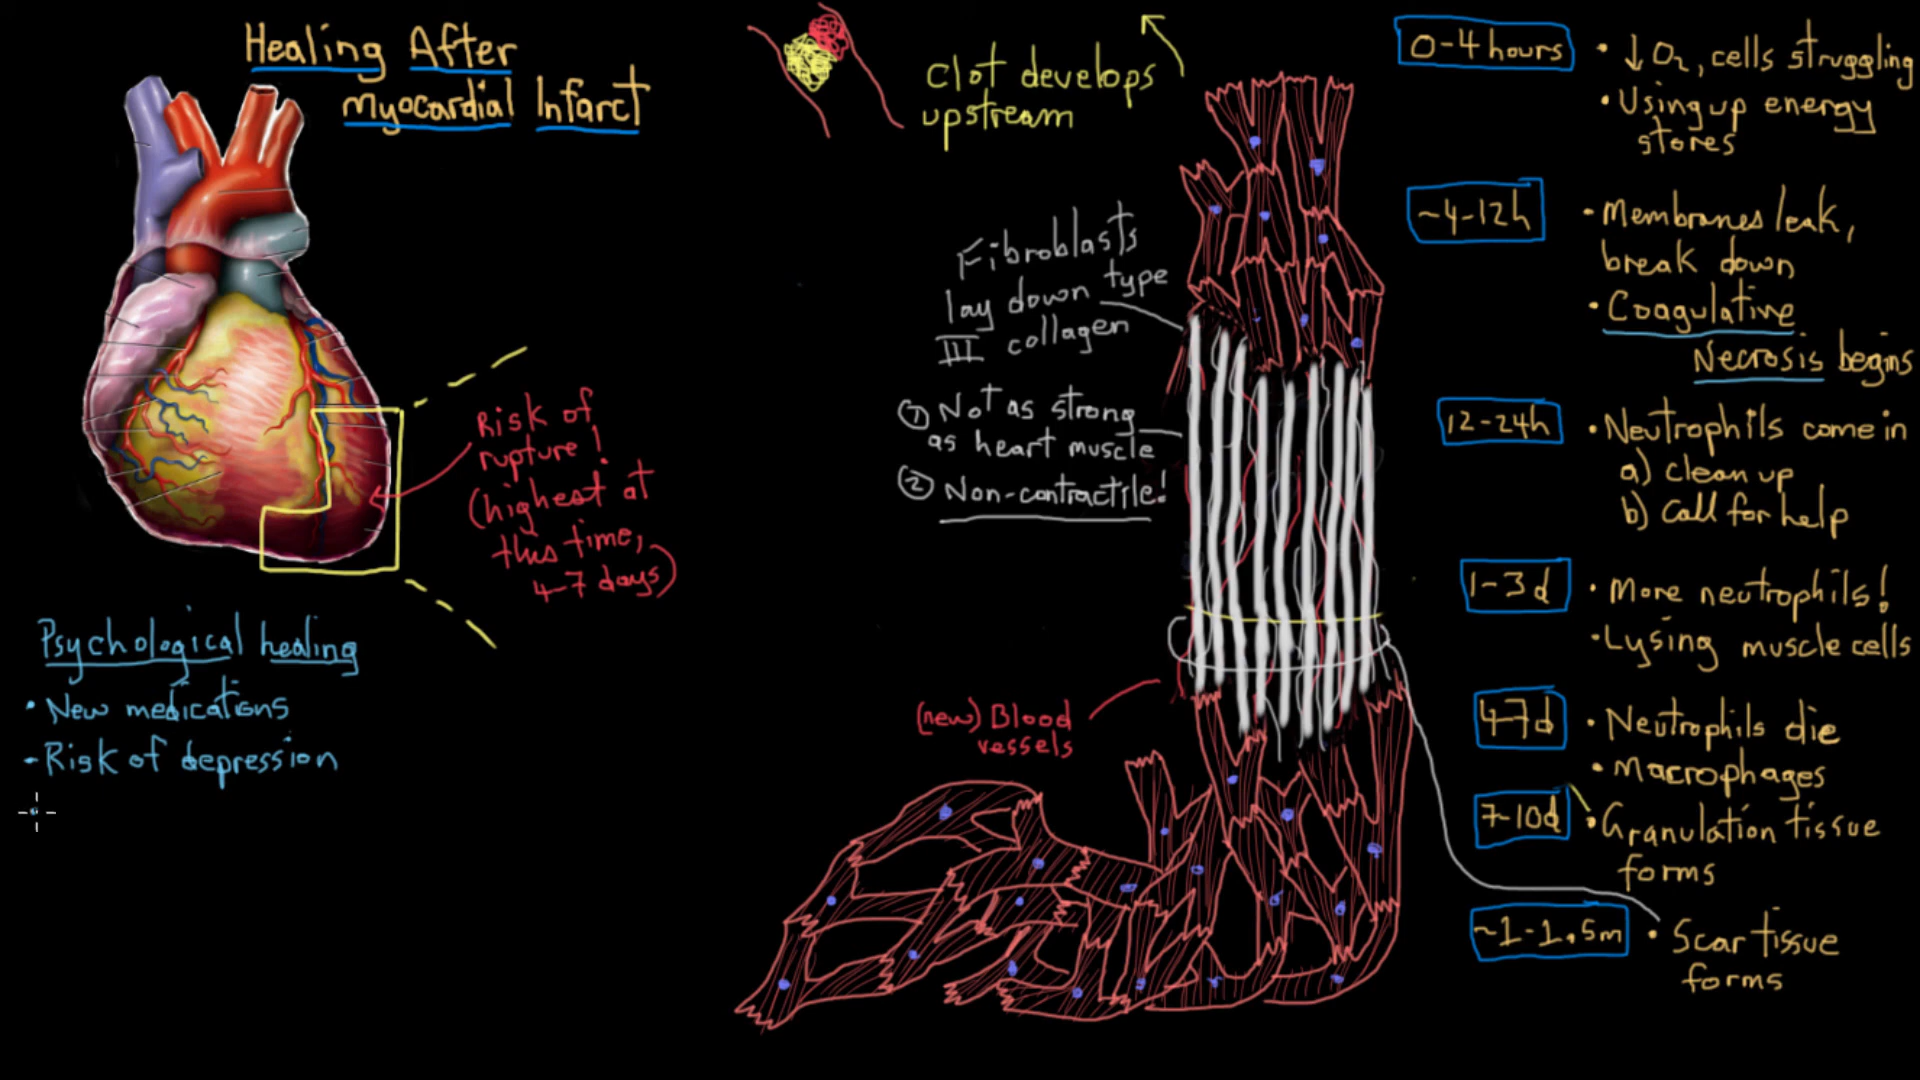 Healing After
Myocardial Infarct
Clot develops
upstream
Fibroblasts
lay down type
III collagen
① Not as strong
as heart muscle
② Non-contractile!
Risk of
rupture!
(highest at
this time,
4-7 days)
Psychological healing
• New medications
- Risk of depression
(new) Blood
vessels
0-4 hours
• ↓ O₂, cells struggling
• Using up energy
stores
~4-12h
• Membranes leak,
break down
• Coagulative
Necrosis begins
12-24h
• Neutrophils come in
a) clean up
b) Call for help
1-3d
• More neutrophils!
• Lysing muscle cells
4-7d
• Neutrophils die
• Macrophages
7-10d
• Granulation tissue
forms
~1-1.5m
• Scar tissue
forms